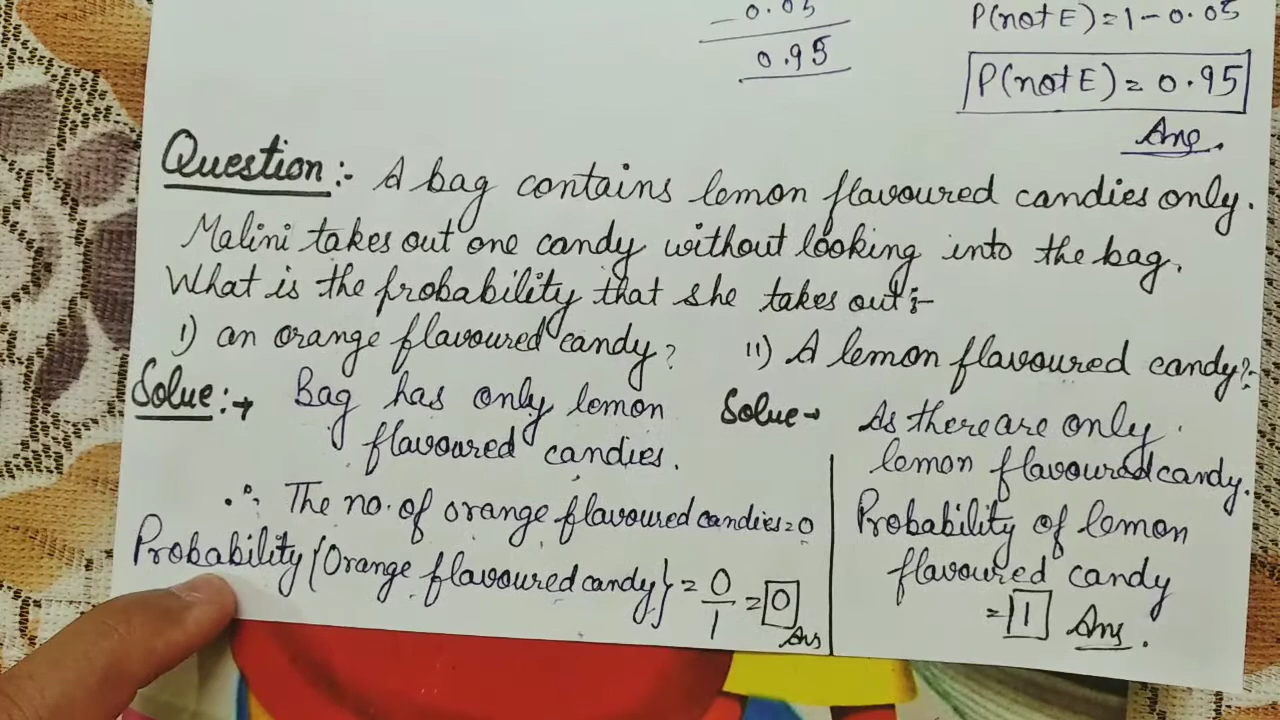 - 0.05
0.95
P(not E) = 1 - 0.05
P(not E) = 0.95
Ans.
Question:- A bag contains lemon flavoured candies only.
Malini takes out one candy without looking into the bag.
What is the probability that she takes out :-
i) an orange flavoured candy? ii) A lemon flavoured candy?:-
Solve:→ Bag has only lemon
flavoured candies.
∴ The no. of orange flavoured candies = 0
Probability {Orange flavoured candy} = 0/1 = 0
Ans
Solve→ As there are only
lemon flavoured candy.
Probability of lemon
flavoured candy
= 1 Ans.